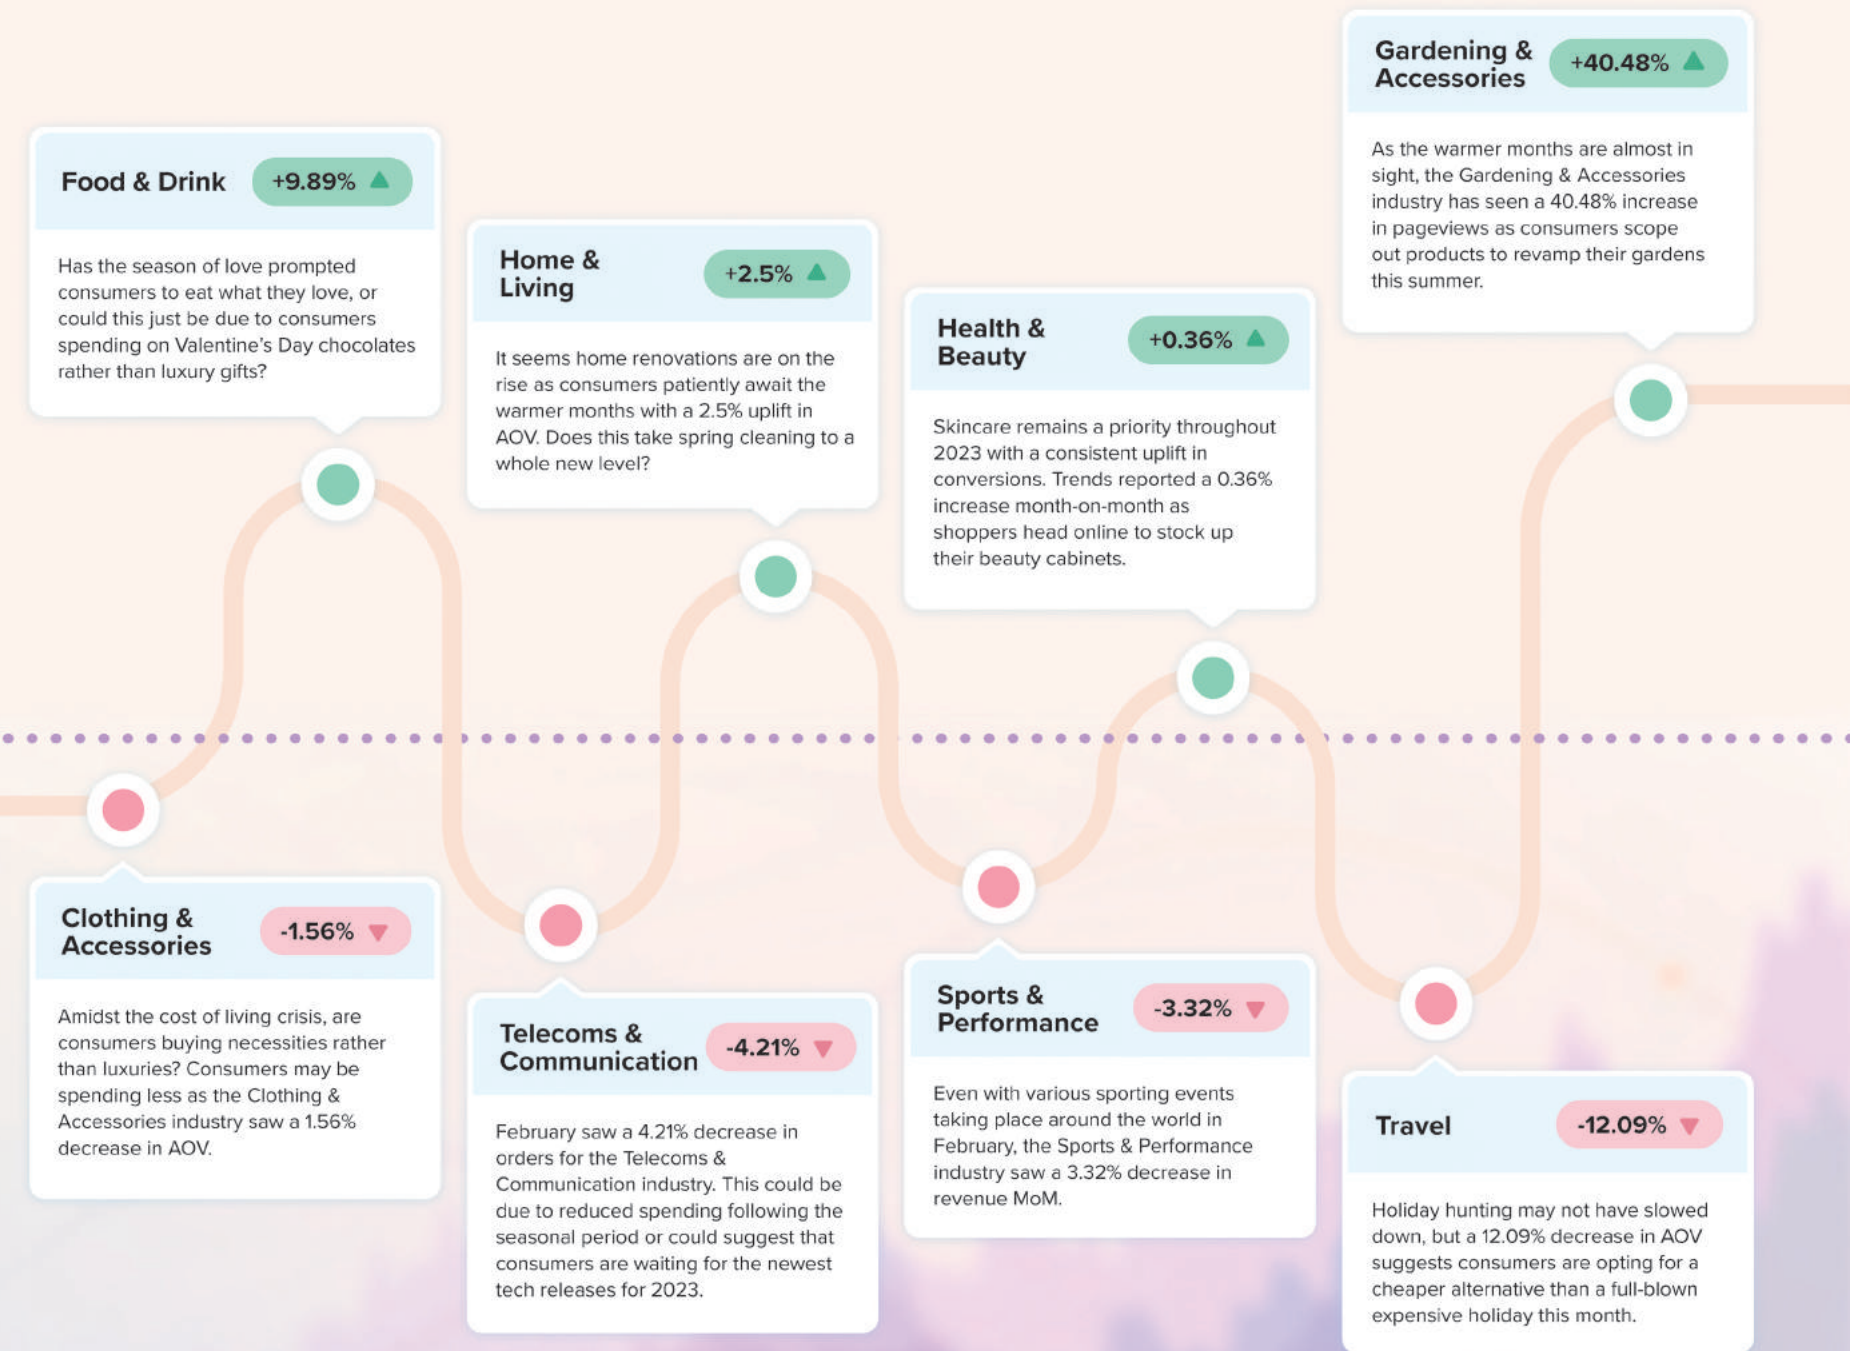 Food & Drink
+9.89%
Has the season of love prompted
consumers to eat what they love, or
could this just be due to consumers
spending on Valentine's Day chocolates
rather than luxury gifts?
Home &
Living
+2.5%
It seems home renovations are on the
rise as consumers patiently await the
warmer months with a 2.5% uplift in
AOV. Does this take spring cleaning to a
whole new level?
Health &
Beauty
+0.36%
Skincare remains a priority throughout
2023 with a consistent uplift in
conversions. Trends reported a 0.36%
increase month-on-month as
shoppers head online to stock up
their beauty cabinets.
Gardening &
Accessories
+40.48%
As the warmer months are almost in
sight, the Gardening & Accessories
industry has seen a 40.48% increase
in pageviews as consumers scope
out products to revamp their gardens
this summer.
Clothing &
Accessories
-1.56%
Amidst the cost of living crisis, are
consumers buying necessities rather
than luxuries? Consumers may be
spending less as the Clothing &
Accessories industry saw a 1.56%
decrease in AOV.
Telecoms &
Communication
-4.21%
February saw a 4.21% decrease in
orders for the Telecoms &
Communication industry. This could be
due to reduced spending following the
seasonal period or could suggest that
consumers are waiting for the newest
tech releases for 2023.
Sports &
Performance
-3.32%
Even with various sporting events
taking place around the world in
February, the Sports & Performance
industry saw a 3.32% decrease in
revenue MoM.
Travel
-12.09%
Holiday hunting may not have slowed
down, but a 12.09% decrease in AOV
suggests consumers are opting for a
cheaper alternative than a full-blown
expensive holiday this month.